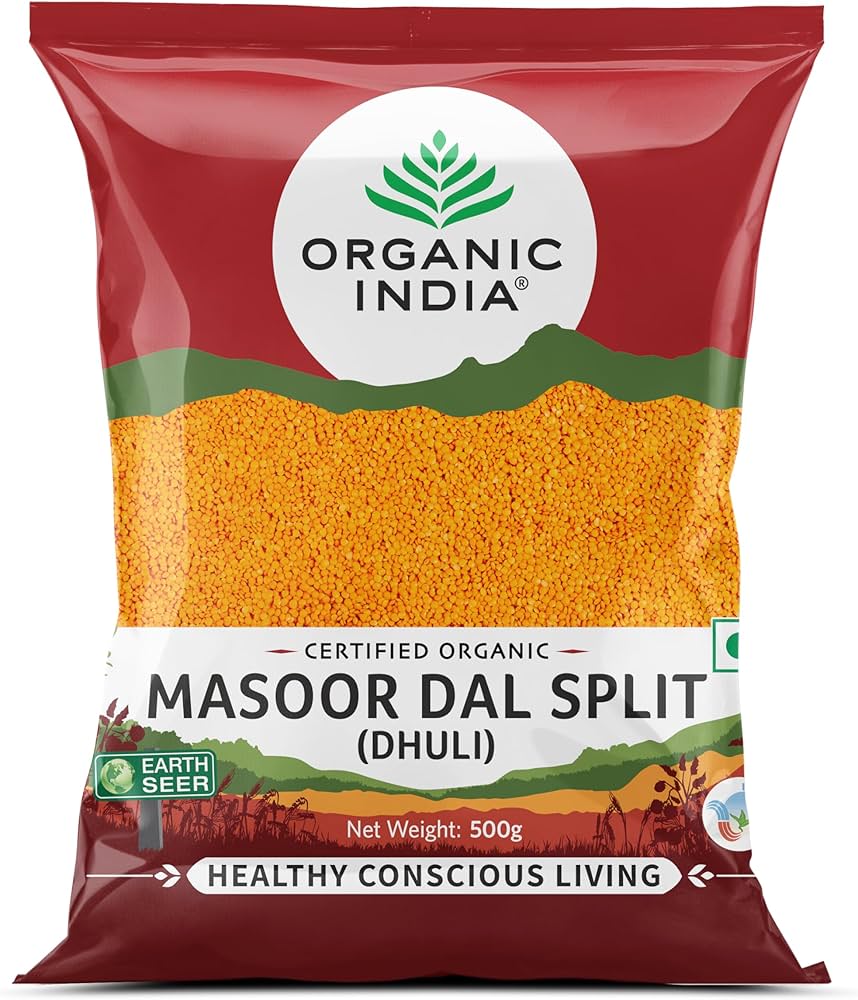 ORGANIC
INDIA®
CERTIFIED ORGANIC
MASOOR DAL SPLIT
(DHULI)
EARTH
SEER
Net Weight: 500g
HEALTHY CONSCIOUS LIVING